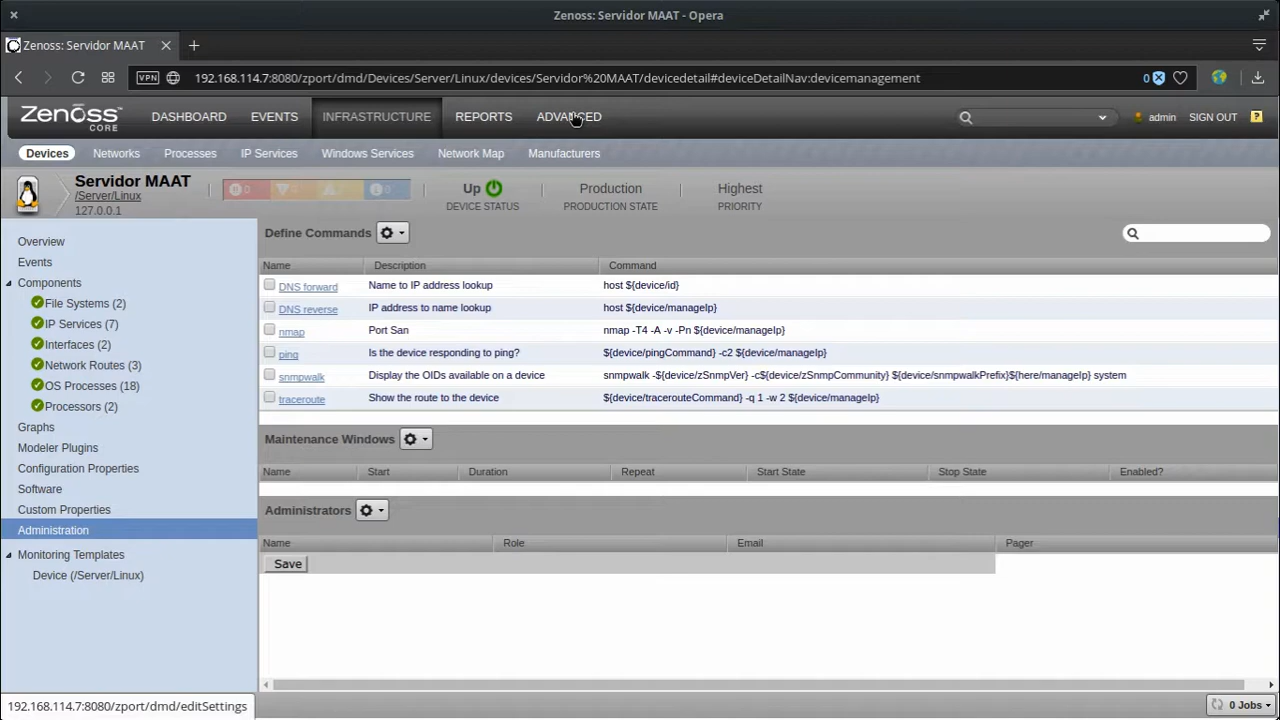 Zenoss: Servidor MAAT - Opera
Zenoss: Servidor MAAT
VPN 192.168.114.7:8080/zport/dmd/Devices/Server/Linux/devices/Servidor%20MAAT/devicedetail#deviceDetailNav:devicemanagement 0
Zenoss CORE DASHBOARD EVENTS INFRASTRUCTURE REPORTS ADVANCED admin SIGN OUT ?
Devices Networks Processes IP Services Windows Services Network Map Manufacturers
Servidor MAAT
/Server/Linux
127.0.0.1
0 0 0 0
Up
DEVICE STATUS
Production
PRODUCTION STATE
Highest
PRIORITY
Overview
Events
Components
File Systems (2)
IP Services (7)
Interfaces (2)
Network Routes (3)
OS Processes (18)
Processors (2)
Graphs
Modeler Plugins
Configuration Properties
Software
Custom Properties
Administration
Monitoring Templates
Device (/Server/Linux)
Define Commands
Name Description Command
DNS forward Name to IP address lookup host ${device/id}
DNS reverse IP address to name lookup host ${device/manageIp}
nmap Port San nmap -T4 -A -v -Pn ${device/manageIp}
ping Is the device responding to ping? ${device/pingCommand} -c2 ${device/manageIp}
snmpwalk Display the OIDs available on a device snmpwalk -${device/zSnmpVer} -c${device/zSnmpCommunity} ${device/snmpwalkPrefix}${here/manageIp} system
traceroute Show the route to the device ${device/tracerouteCommand} -q 1 -w 2 ${device/manageIp}
Maintenance Windows
Name Start Duration Repeat Start State Stop State Enabled?
Administrators
Name Role Email Pager
Save
192.168.114.7:8080/zport/dmd/editSettings
0 Jobs